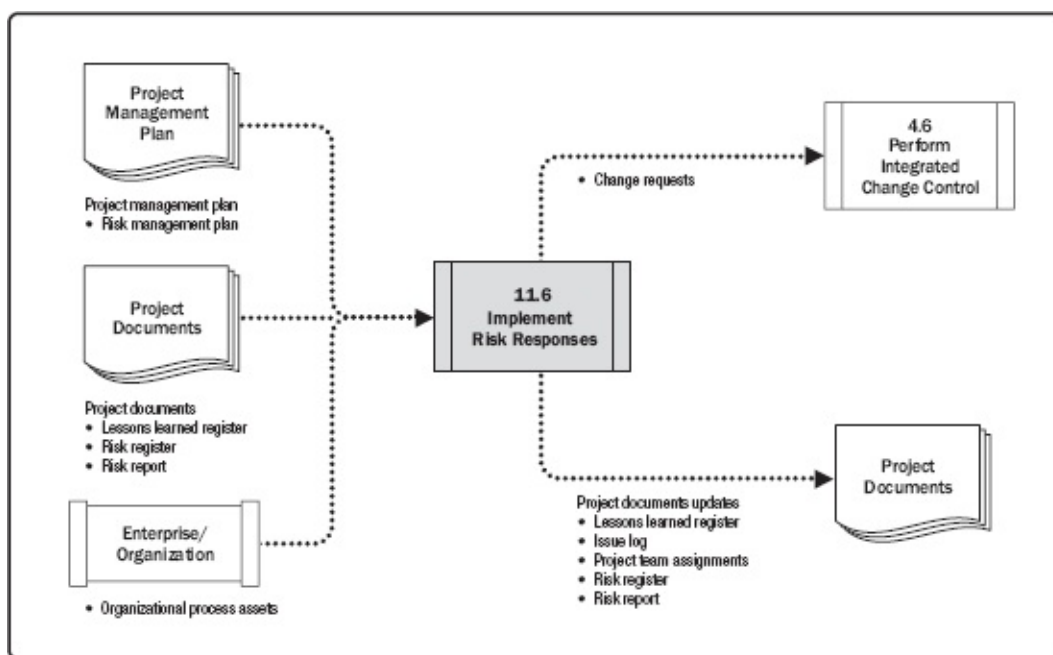 Project
Management
Plan
Project management plan
• Risk management plan
Project
Documents
Project documents
• Lessons learned register
• Risk register
• Risk report
Enterprise/
Organization
• Organizational process assets
11.6
Implement
Risk Responses
• Change requests
4.6
Perform
Integrated
Change Control
Project documents updates
• Lessons learned register
• Issue log
• Project team assignments
• Risk register
• Risk report
Project
Documents